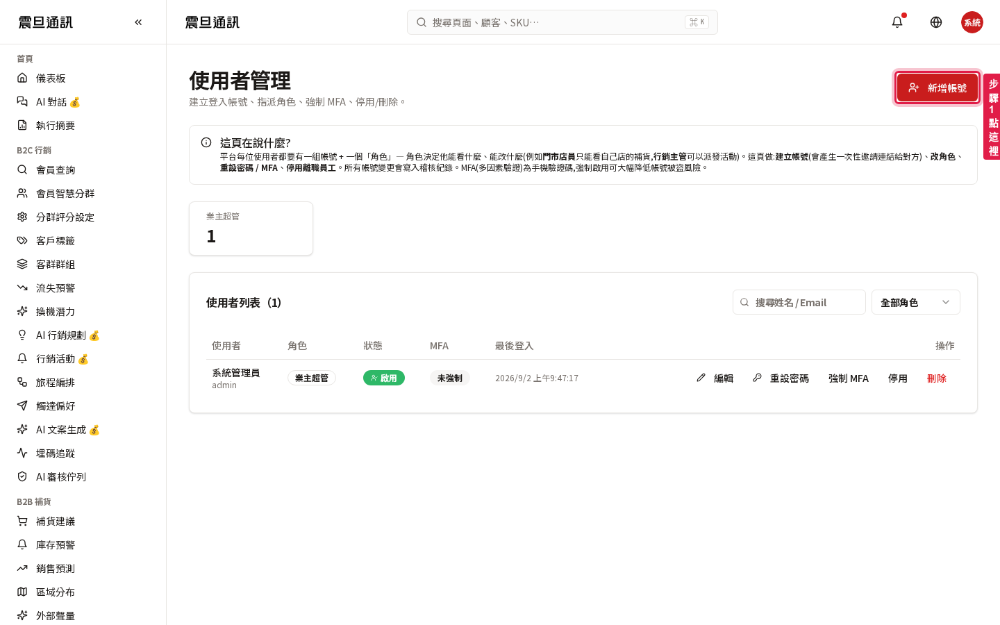 震旦通訊
震旦通訊
搜尋頁面、顧客、SKU…
⌘ K
系統
首頁
儀表板
AI 對話 💰
執行摘要
B2C 行銷
會員查詢
會員智慧分群
分群評分設定
客戶標籤
客群群組
流失預警
換機潛力
AI 行銷規劃 💰
行銷活動 💰
旅程編排
觸達偏好
AI 文案生成 💰
埋碼追蹤
AI 審核佇列
B2B 補貨
補貨建議
庫存預警
銷售預測
區域分布
外部聲量
使用者管理
建立登入帳號、指派角色、強制 MFA、停用/刪除。
新增帳號
步驟 1 點這裡
這頁在說什麼?
平台每位使用者都要有一組帳號 + 一個「角色」— 角色決定他能看什麼、能改什麼(例如門市店員只能看自己店的補貨,行銷主管可以派發活動)。這頁做:建立帳號(會產生一次性邀請連結給對方)、改角色、
重設密碼 / MFA、停用離職員工。所有帳號變更會寫入稽核紀錄。MFA(多因素驗證)為手機驗證碼,強制啟用可大幅降低帳號被盜風險。
業主超管
1
使用者列表（1）
搜尋姓名 / Email
全部角色
使用者 角色 狀態 MFA 最後登入 操作
系統管理員
admin
業主超管 啟用 未強制 2026/9/2 上午9:47:17 編輯 重設密碼 強制 MFA 停用 刪除